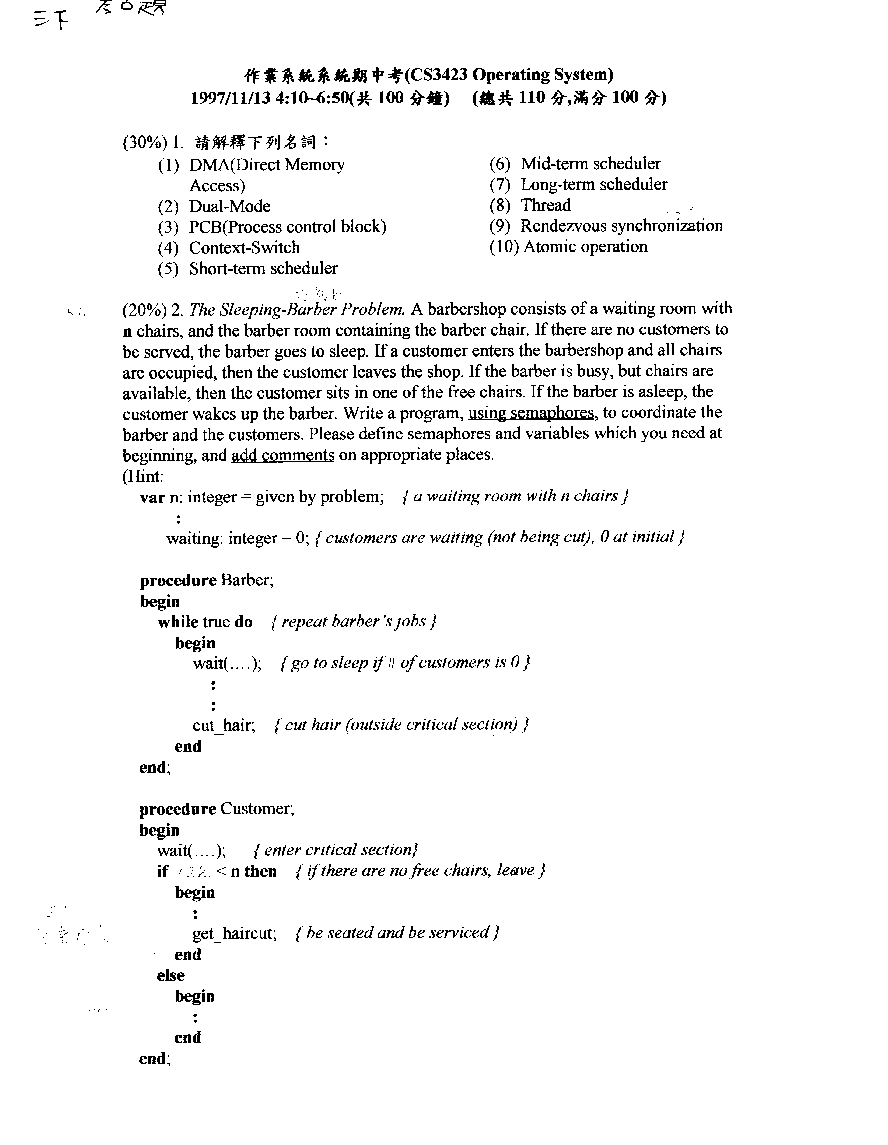 三下
作業系統系統期中考(CS3423 Operating System)
1997/11/13 4:10~6:50(共 100 分鐘) (總共 110 分,滿分 100 分)
(30%) 1. 請解釋下列名詞：
(1) DMA(Direct Memory
Access)
(2) Dual-Mode
(3) PCB(Process control block)
(4) Context-Switch
(5) Short-term scheduler
(6) Mid-term scheduler
(7) Long-term scheduler
(8) Thread
(9) Rendezvous synchronization
(10) Atomic operation
(20%) 2. The Sleeping-Barber Problem. A barbershop consists of a waiting room with
n chairs, and the barber room containing the barber chair. If there are no customers to
be served, the barber goes to sleep. If a customer enters the barbershop and all chairs
are occupied, then the customer leaves the shop. If the barber is busy, but chairs are
available, then the customer sits in one of the free chairs. If the barber is asleep, the
customer wakes up the barber. Write a program, using semaphores, to coordinate the
barber and the customers. Please define semaphores and variables which you need at
beginning, and add comments on appropriate places.
(Hint:
var n: integer = given by problem; { a waiting room with n chairs }
:
waiting: integer = 0; { customers are waiting (not being cut), 0 at initial }
procedure Barber;
begin
while true do { repeat barber's jobs }
begin
wait(....); { go to sleep if # of customers is 0 }
:
:
cut_hair; { cut hair (outside critical section) }
end
end;
procedure Customer;
begin
wait(....); { enter critical section}
if < n then { if there are no free chairs, leave }
begin
:
get_haircut; { be seated and be serviced }
end
else
begin
:
end
end;